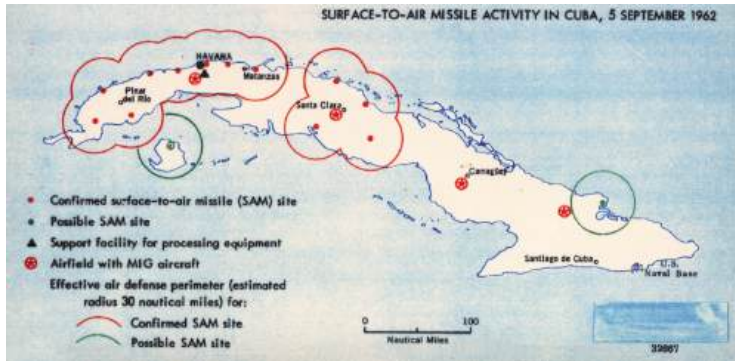 SURFACE-TO-AIR MISSILE ACTIVITY IN CUBA, 5 SEPTEMBER 1962
HAVANA
Matanzas
Pinar
del Rio
Santa Clara
Camagüey
Santiago de Cuba
U.S.
Naval Base
Confirmed surface-to-air missile (SAM) site
Possible SAM site
Support facility for processing equipment
Airfield with MIG aircraft
Effective air defense perimeter (estimated
radius 30 nautical miles) for:
Confirmed SAM site
Possible SAM site
0 100
Nautical Miles
32867